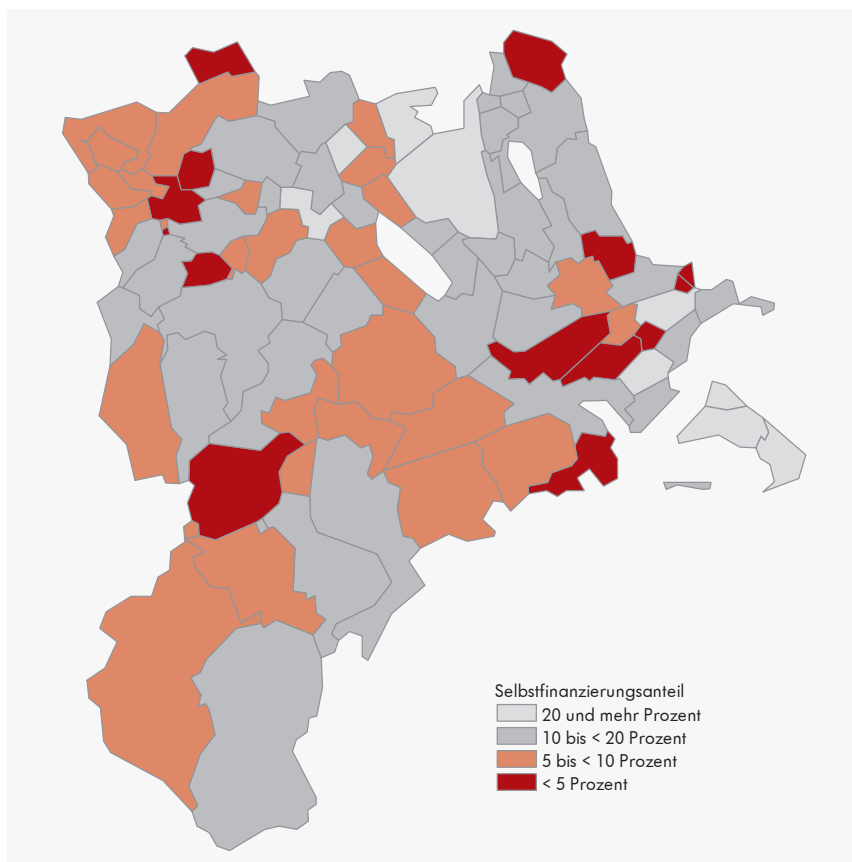 Selbstfinanzierungsanteil
20 und mehr Prozent
10 bis < 20 Prozent
5 bis < 10 Prozent
< 5 Prozent